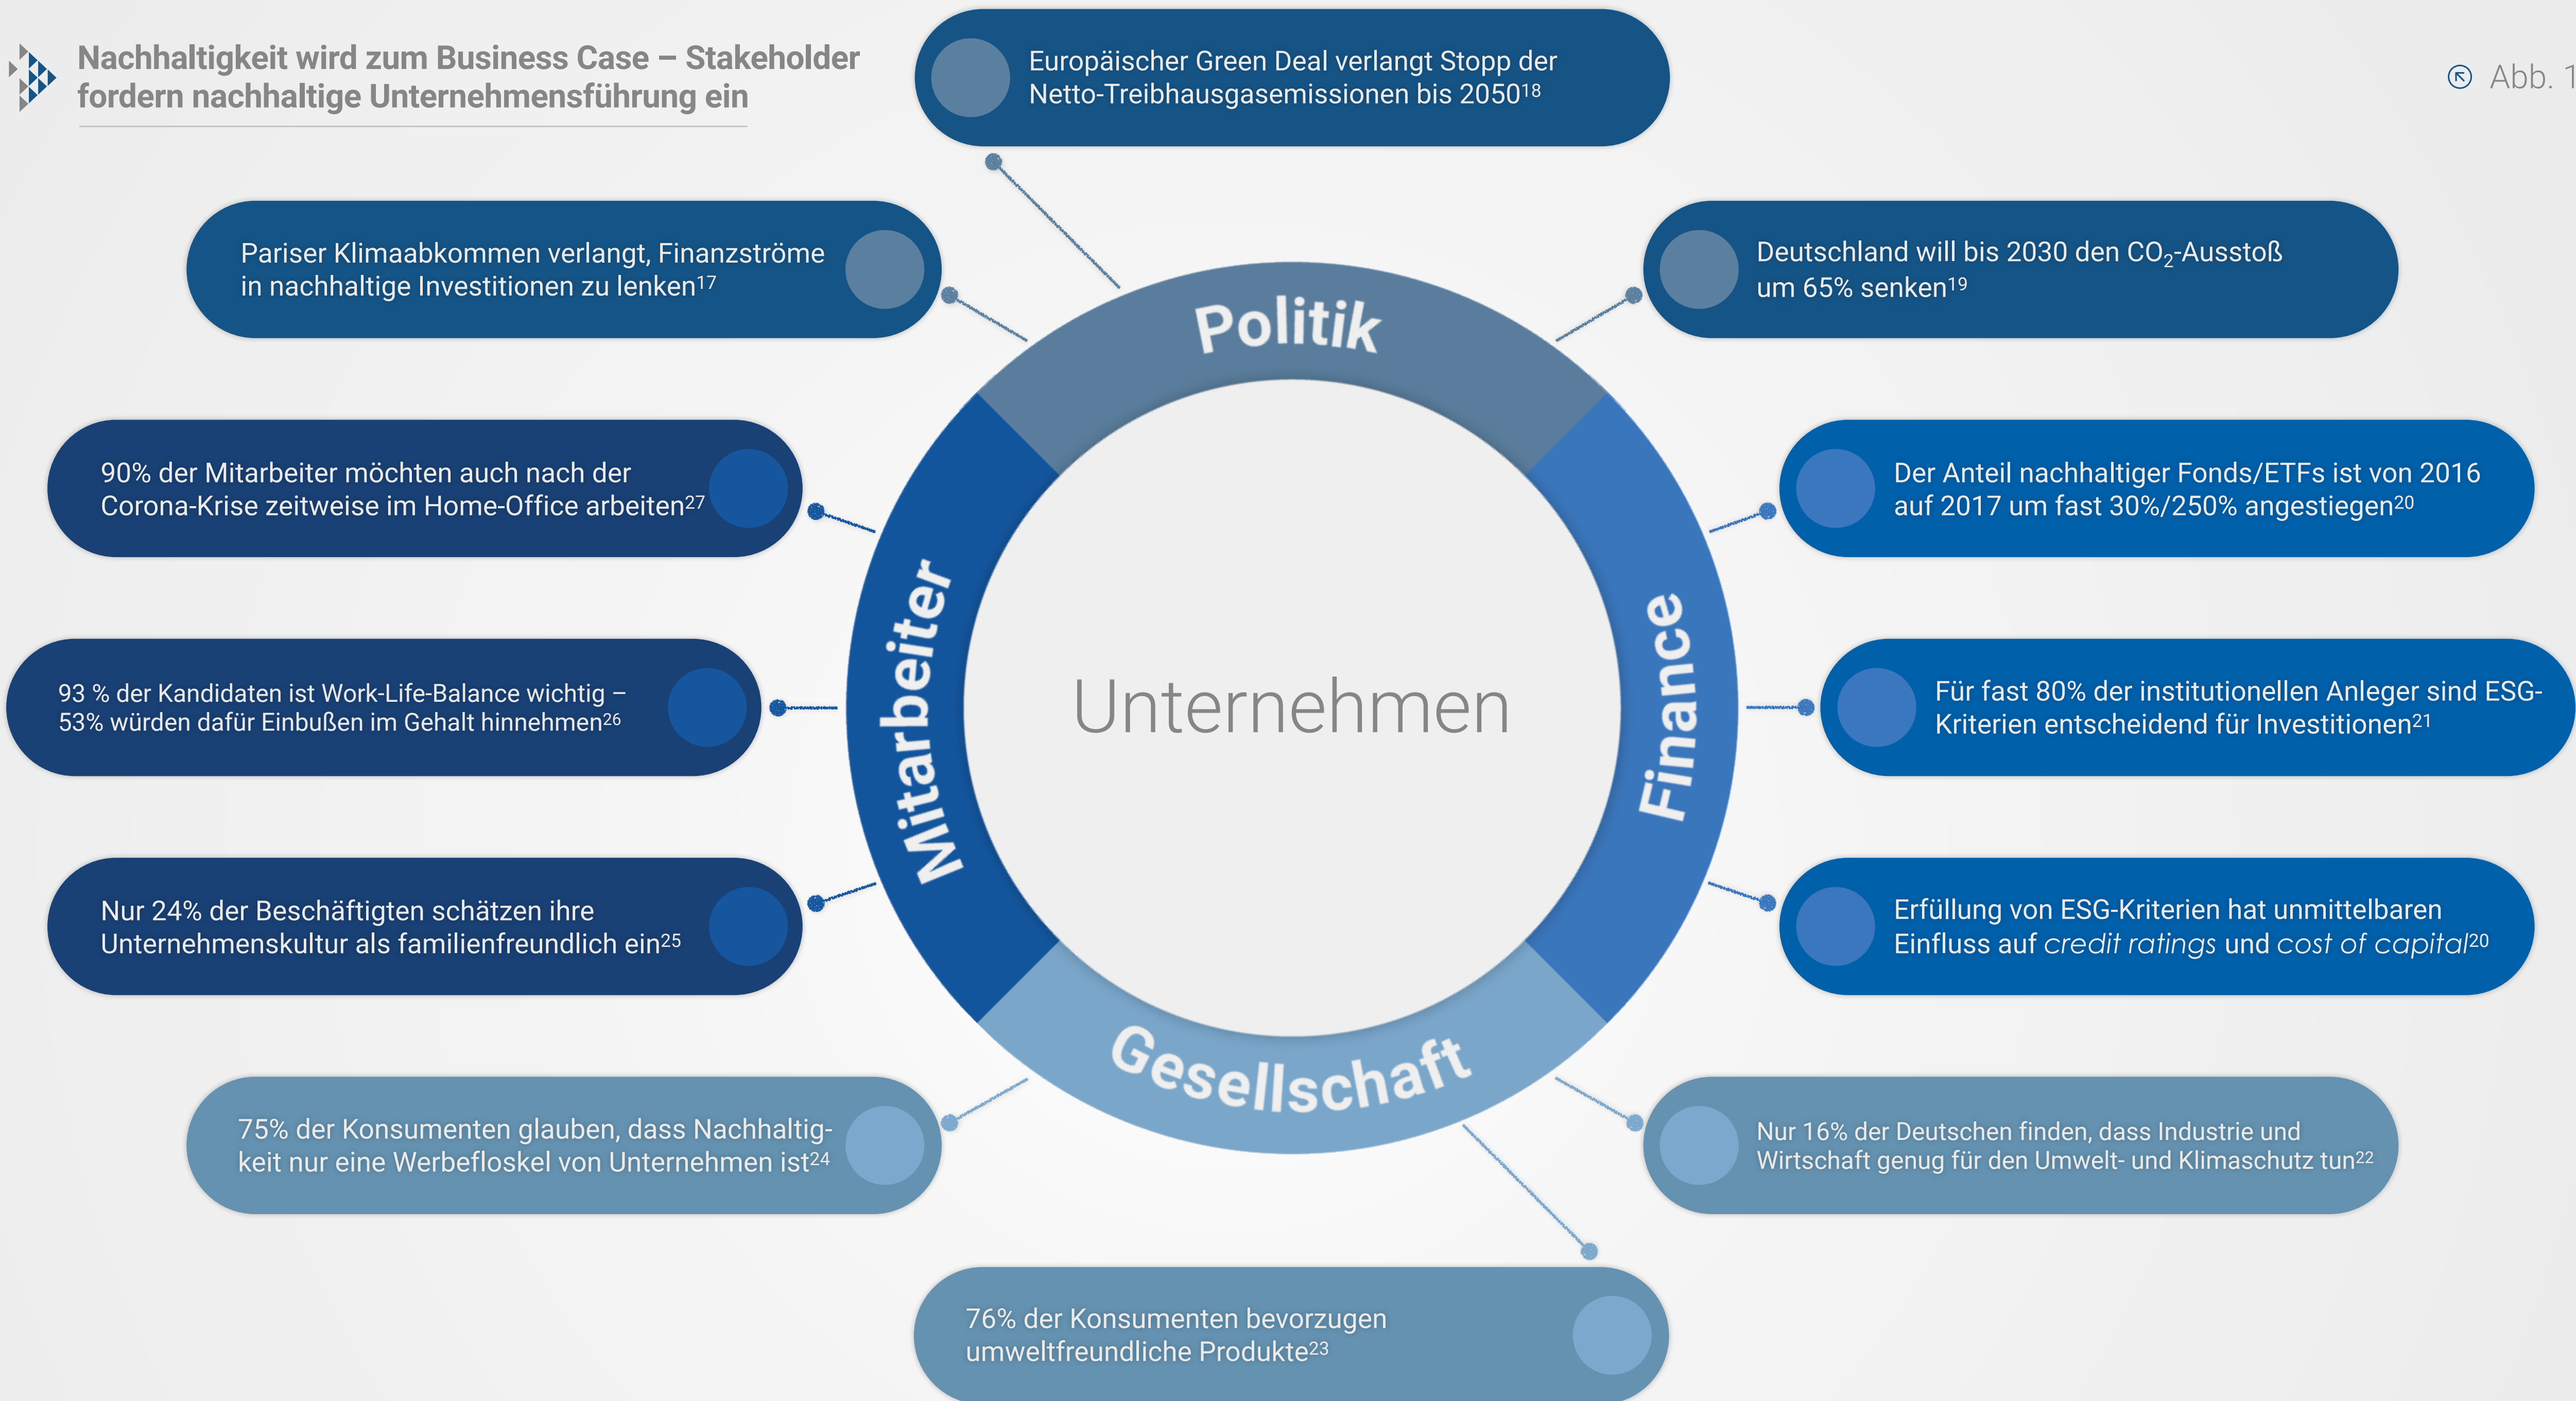 Nachhaltigkeit wird zum Business Case – Stakeholder
fordern nachhaltige Unternehmensführung ein
Abb. 1
Europäischer Green Deal verlangt Stopp der
Netto-Treibhausgasemissionen bis 2050¹⁸
Pariser Klimaabkommen verlangt, Finanzströme
in nachhaltige Investitionen zu lenken¹⁷
Deutschland will bis 2030 den CO₂-Ausstoß
um 65% senken¹⁹
Politik
90% der Mitarbeiter möchten auch nach der
Corona-Krise zeitweise im Home-Office arbeiten²⁷
Der Anteil nachhaltiger Fonds/ETFs ist von 2016
auf 2017 um fast 30%/250% angestiegen²⁰
Mitarbeiter
Unternehmen
Finance
93 % der Kandidaten ist Work-Life-Balance wichtig –
53% würden dafür Einbußen im Gehalt hinnehmen²⁶
Für fast 80% der institutionellen Anleger sind ESG-
Kriterien entscheidend für Investitionen²¹
Nur 24% der Beschäftigten schätzen ihre
Unternehmenskultur als familienfreundlich ein²⁵
Erfüllung von ESG-Kriterien hat unmittelbaren
Einfluss auf credit ratings und cost of capital²⁰
Gesellschaft
75% der Konsumenten glauben, dass Nachhaltig-
keit nur eine Werbefloskel von Unternehmen ist²⁴
Nur 16% der Deutschen finden, dass Industrie und
Wirtschaft genug für den Umwelt- und Klimaschutz tun²²
76% der Konsumenten bevorzugen
umweltfreundliche Produkte²³